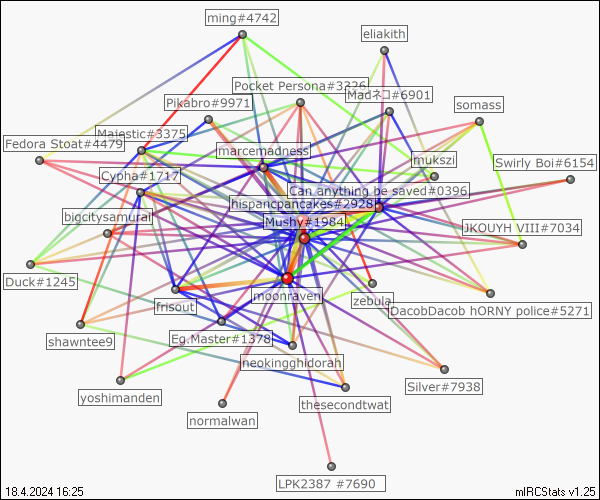 ming#4742
eliakith
Pocket Persona#3326
Madネコ#6901
Pikabro#9971
somass
Majestic#3375
Fedora Stoat#4479
marcemadness
mukszi
Swirly Boi#6154
Cypha#1717
Can anything be saved#0396
hispancpancakes#2928
bigcitysamurai
Mushy#1984
JKOUYH VIII#7034
Duck#1245
moonraven
zebula
frisout
DacobDacob hORNY police#5271
shawntee9
Eg.Master#1378
neokingghidorah
Silver#7938
yoshimanden
thesecondtwat
normalwan
LPK2387 #7690
18.4.2024 16:25
mIRCStats v1.25